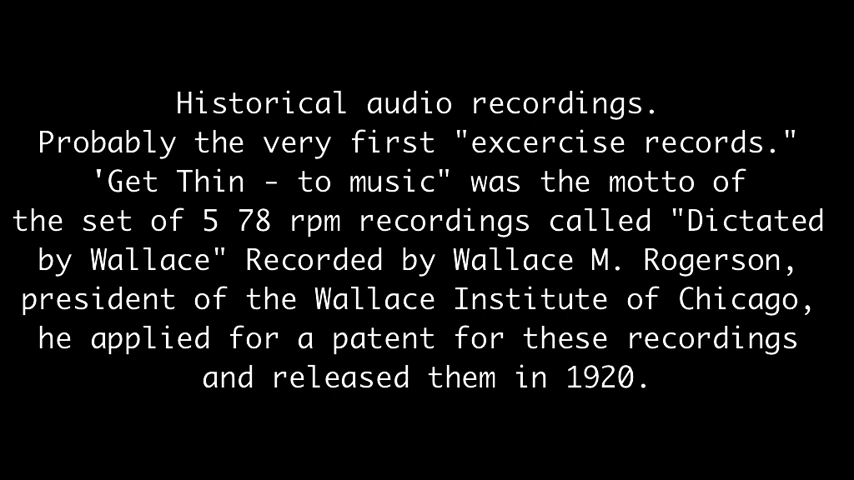 Historical audio recordings.
Probably the very first "excercise records."
'Get Thin - to music" was the motto of
the set of 5 78 rpm recordings called "Dictated
by Wallace" Recorded by Wallace M. Rogerson,
president of the Wallace Institute of Chicago,
he applied for a patent for these recordings
and released them in 1920.